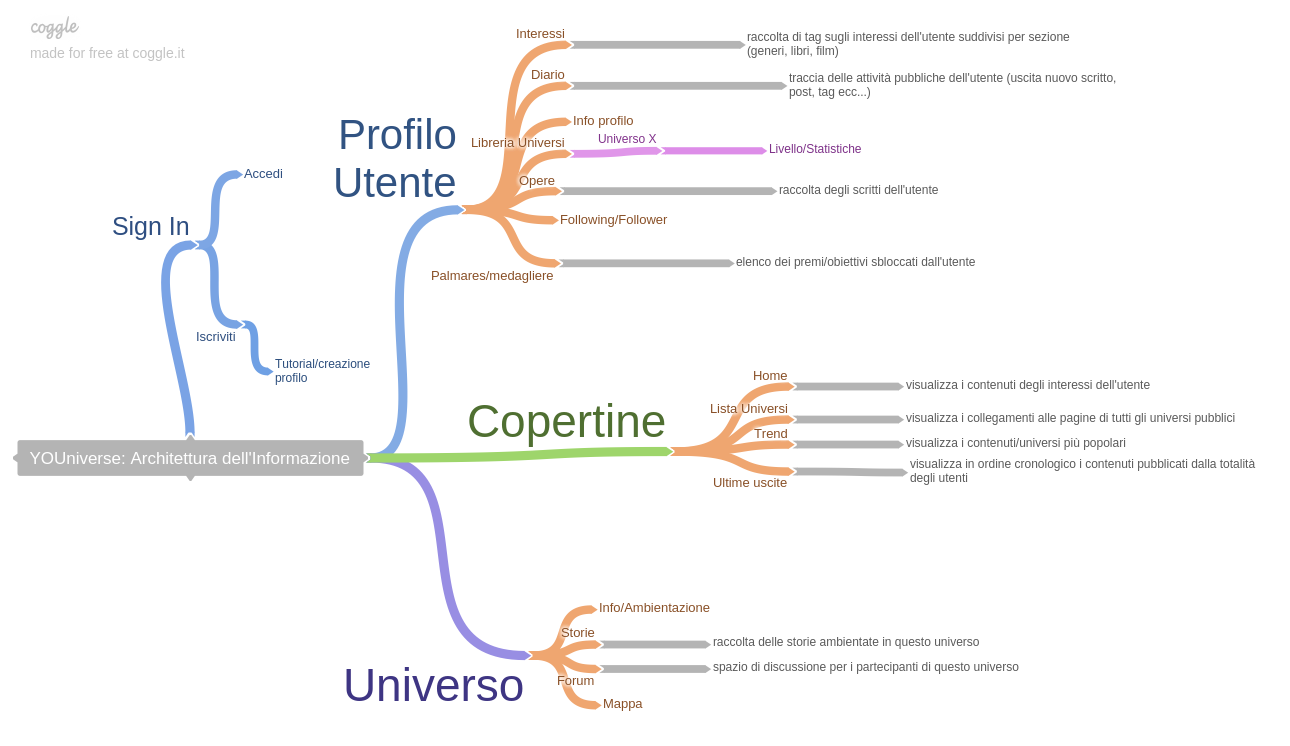 coggle
made for free at coggle.it
Sign In
Accedi
Iscriviti
Tutorial/creazione
profilo
YOUniverse: Architettura dell'Informazione
Profilo
Utente
Interessi
raccolta di tag sugli interessi dell'utente suddivisi per sezione
(generi, libri, film)
Diario
traccia delle attività pubbliche dell'utente (uscita nuovo scritto,
post, tag ecc...)
Info profilo
Libreria Universi
Universo X
Livello/Statistiche
Opere
raccolta degli scritti dell'utente
Following/Follower
Palmares/medagliere
elenco dei premi/obiettivi sbloccati dall'utente
Copertine
Home
visualizza i contenuti degli interessi dell'utente
Lista Universi
visualizza i collegamenti alle pagine di tutti gli universi pubblici
Trend
visualizza i contenuti/universi più popolari
Ultime uscite
visualizza in ordine cronologico i contenuti pubblicati dalla totalità
degli utenti
Universo
Info/Ambientazione
Storie
raccolta delle storie ambientate in questo universo
Forum
spazio di discussione per i partecipanti di questo universo
Mappa